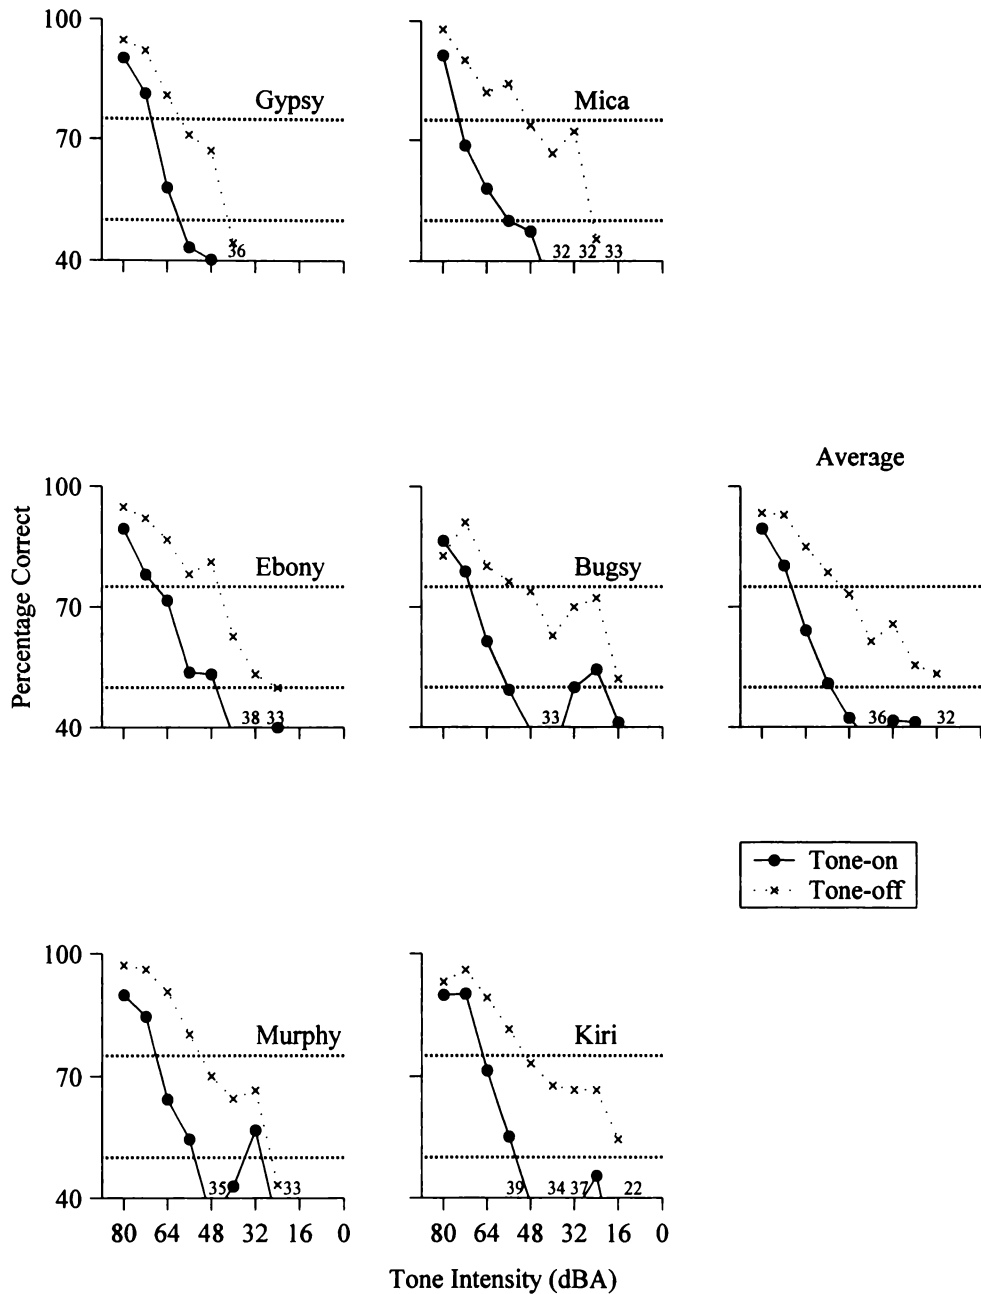 100
70
40
Gypsy
36
Mica
32 32 33
Average
Percentage Correct
100
70
40
Ebony
38 33
Bugsy
33
36 32
Tone-on
Tone-off
100
70
40
Murphy
35 33
Kiri
39 34 37 22
80 64 48 32 16 0
80 64 48 32 16 0
Tone Intensity (dBA)